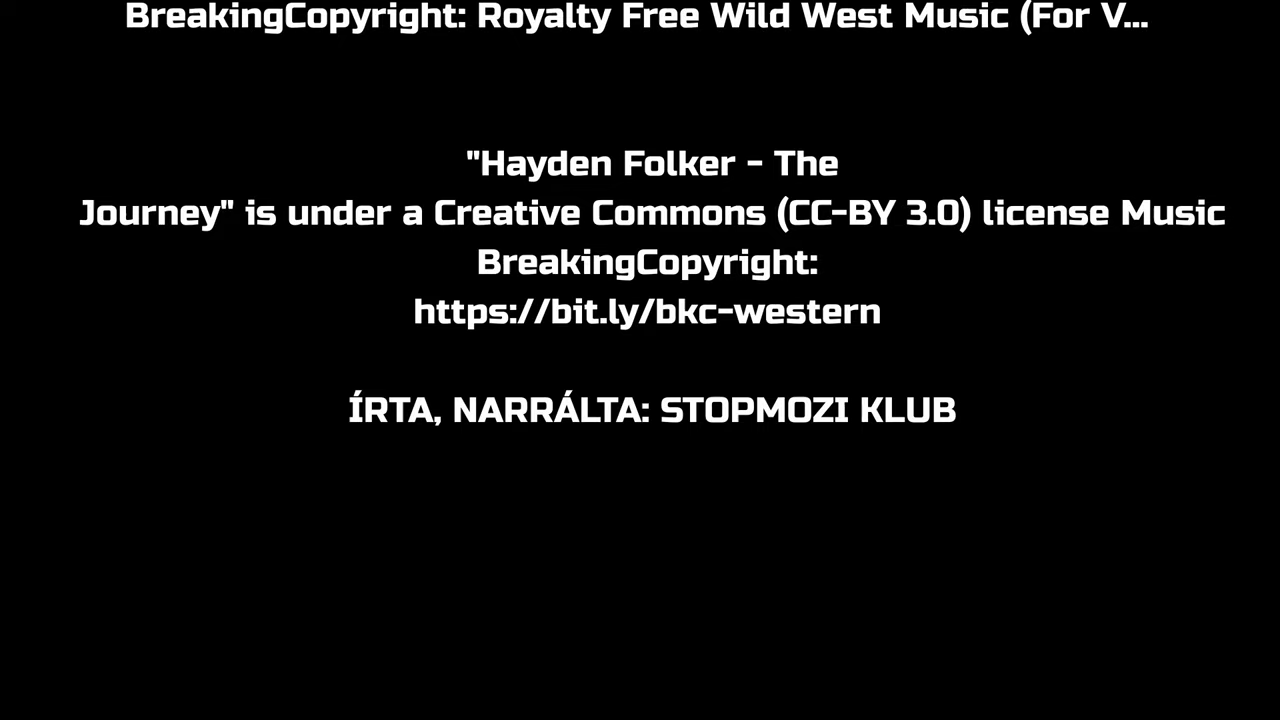 BreakingCopyright: Royalty Free Wild West Music (For V...
"Hayden Folker - The
Journey" is under a Creative Commons (CC-BY 3.0) license Music
BreakingCopyright:
https://bit.ly/bkc-western
ÍRTA, NARRÁLTA: STOPMOZI KLUB